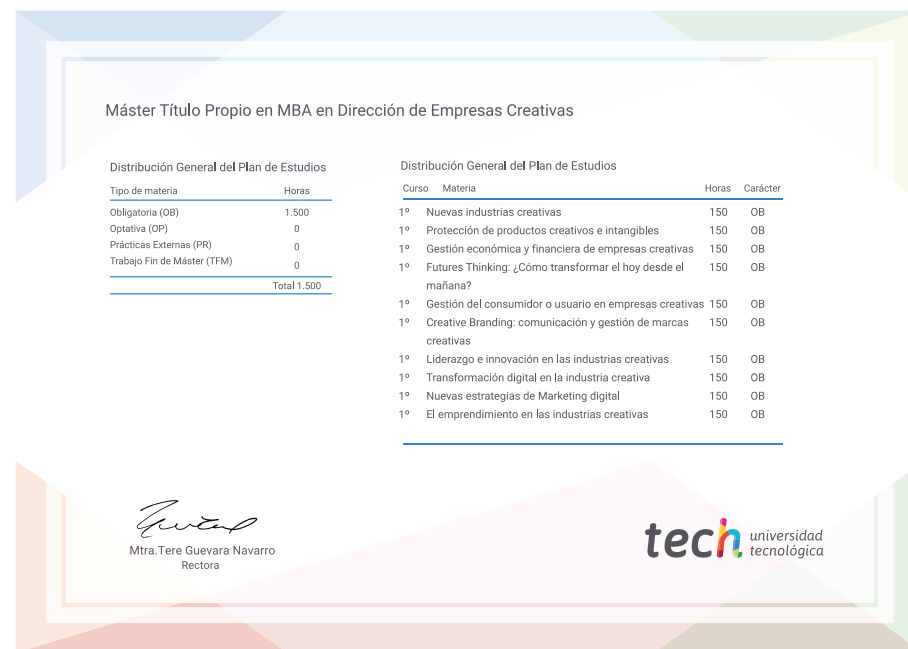 Máster Título Propio en MBA en Dirección de Empresas Creativas
Distribución General del Plan de Estudios
Tipo de materia Horas
Obligatoria (OB) 1.500
Optativa (OP) 0
Prácticas Externas (PR) 0
Trabajo Fin de Máster (TFM) 0
Total 1.500
Distribución General del Plan de Estudios
Curso Materia Horas Carácter
1º Nuevas industrias creativas 150 OB
1º Protección de productos creativos e intangibles 150 OB
1º Gestión económica y financiera de empresas creativas 150 OB
1º Futures Thinking: ¿Cómo transformar el hoy desde el 150 OB
mañana?
1º Gestión del consumidor o usuario en empresas creativas 150 OB
1º Creative Branding: comunicación y gestión de marcas 150 OB
creativas
1º Liderazgo e innovación en las industrias creativas 150 OB
1º Transformación digital en la industria creativa 150 OB
1º Nuevas estrategias de Marketing digital 150 OB
1º El emprendimiento en las industrias creativas 150 OB
Mtra.Tere Guevara Navarro
Rectora
tech universidad
tecnológica